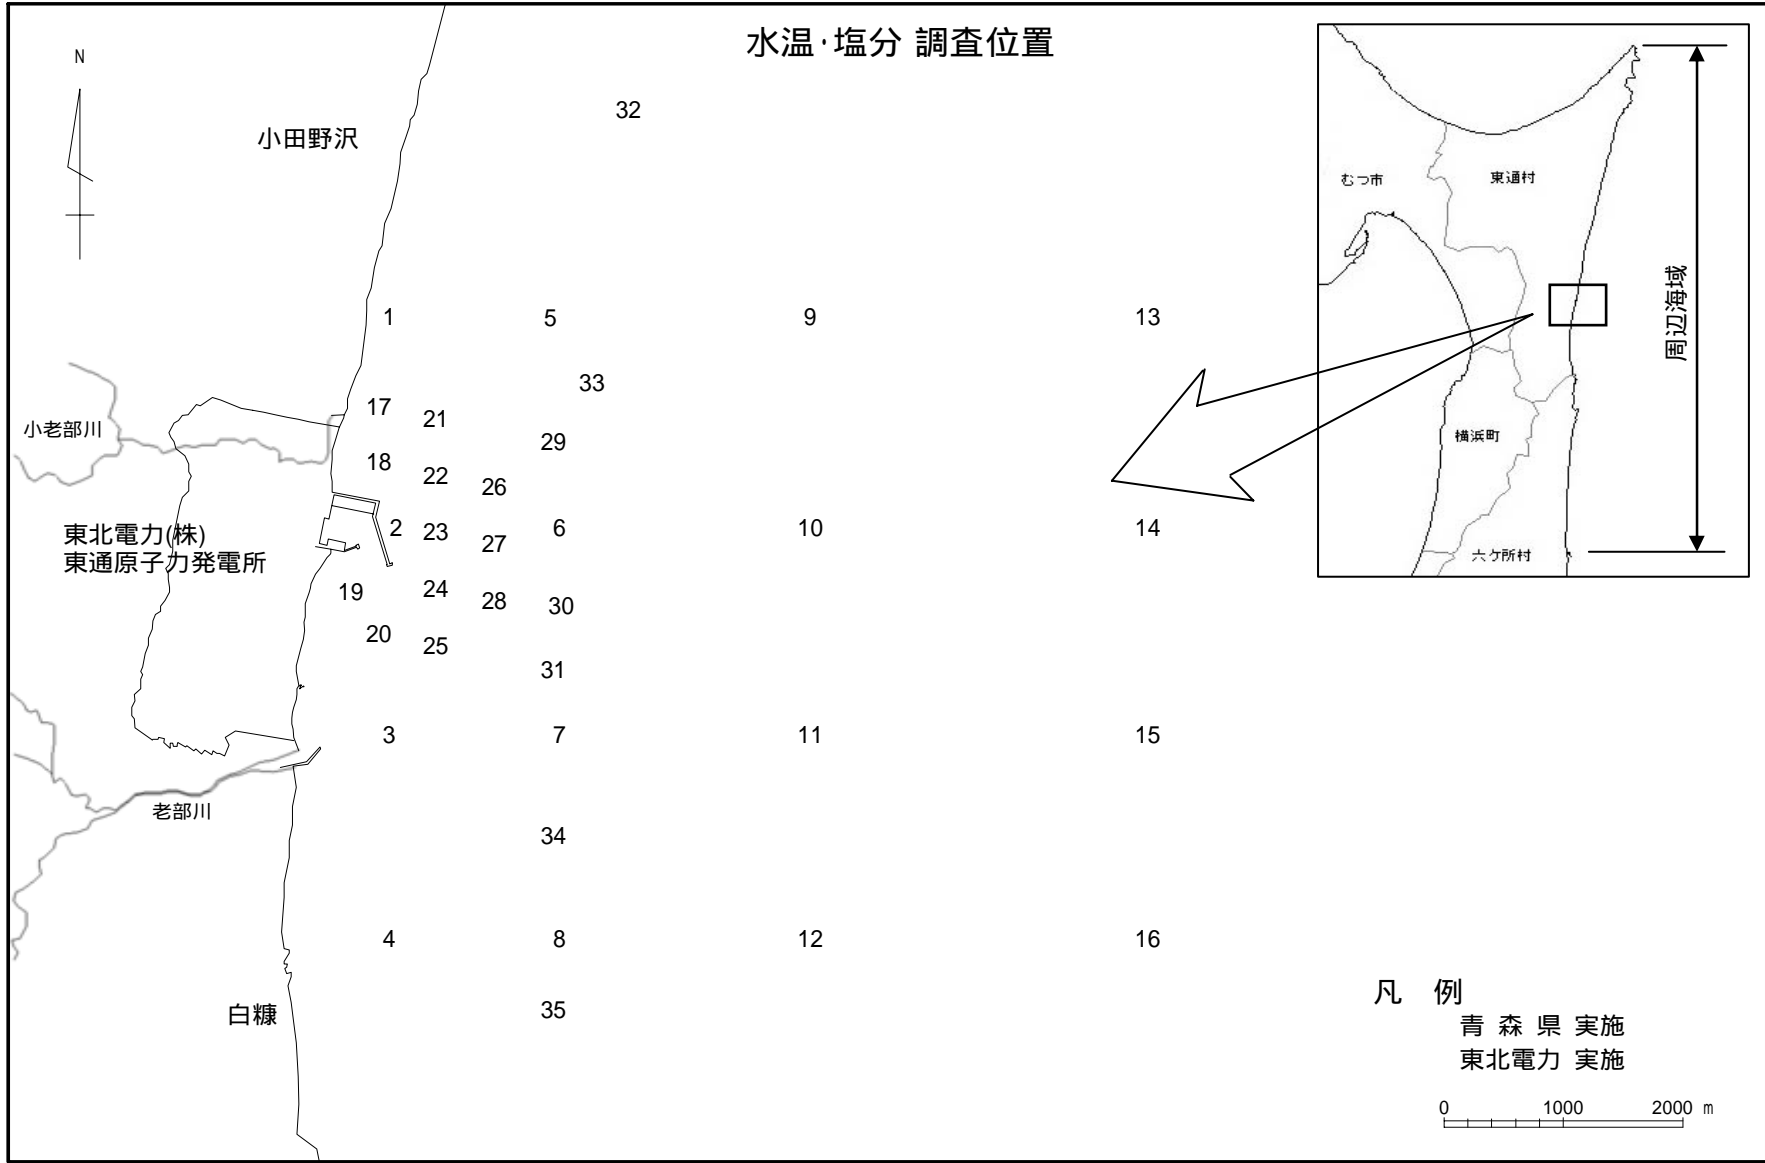 水温・塩分 調査位置
N
小田野沢
32
むつ市
東通村
周辺海域
横浜町
六ケ所村
1
5
9
13
33
17
21
小老部川
29
18
22
26
東北電力(株)
東通原子力発電所
2
23
27
6
10
14
19
24
28
30
20
25
31
3
7
11
15
老部川
34
4
8
12
16
白糠
35
凡 例
青 森 県 実施
東北電力 実施
0 1000 2000 m